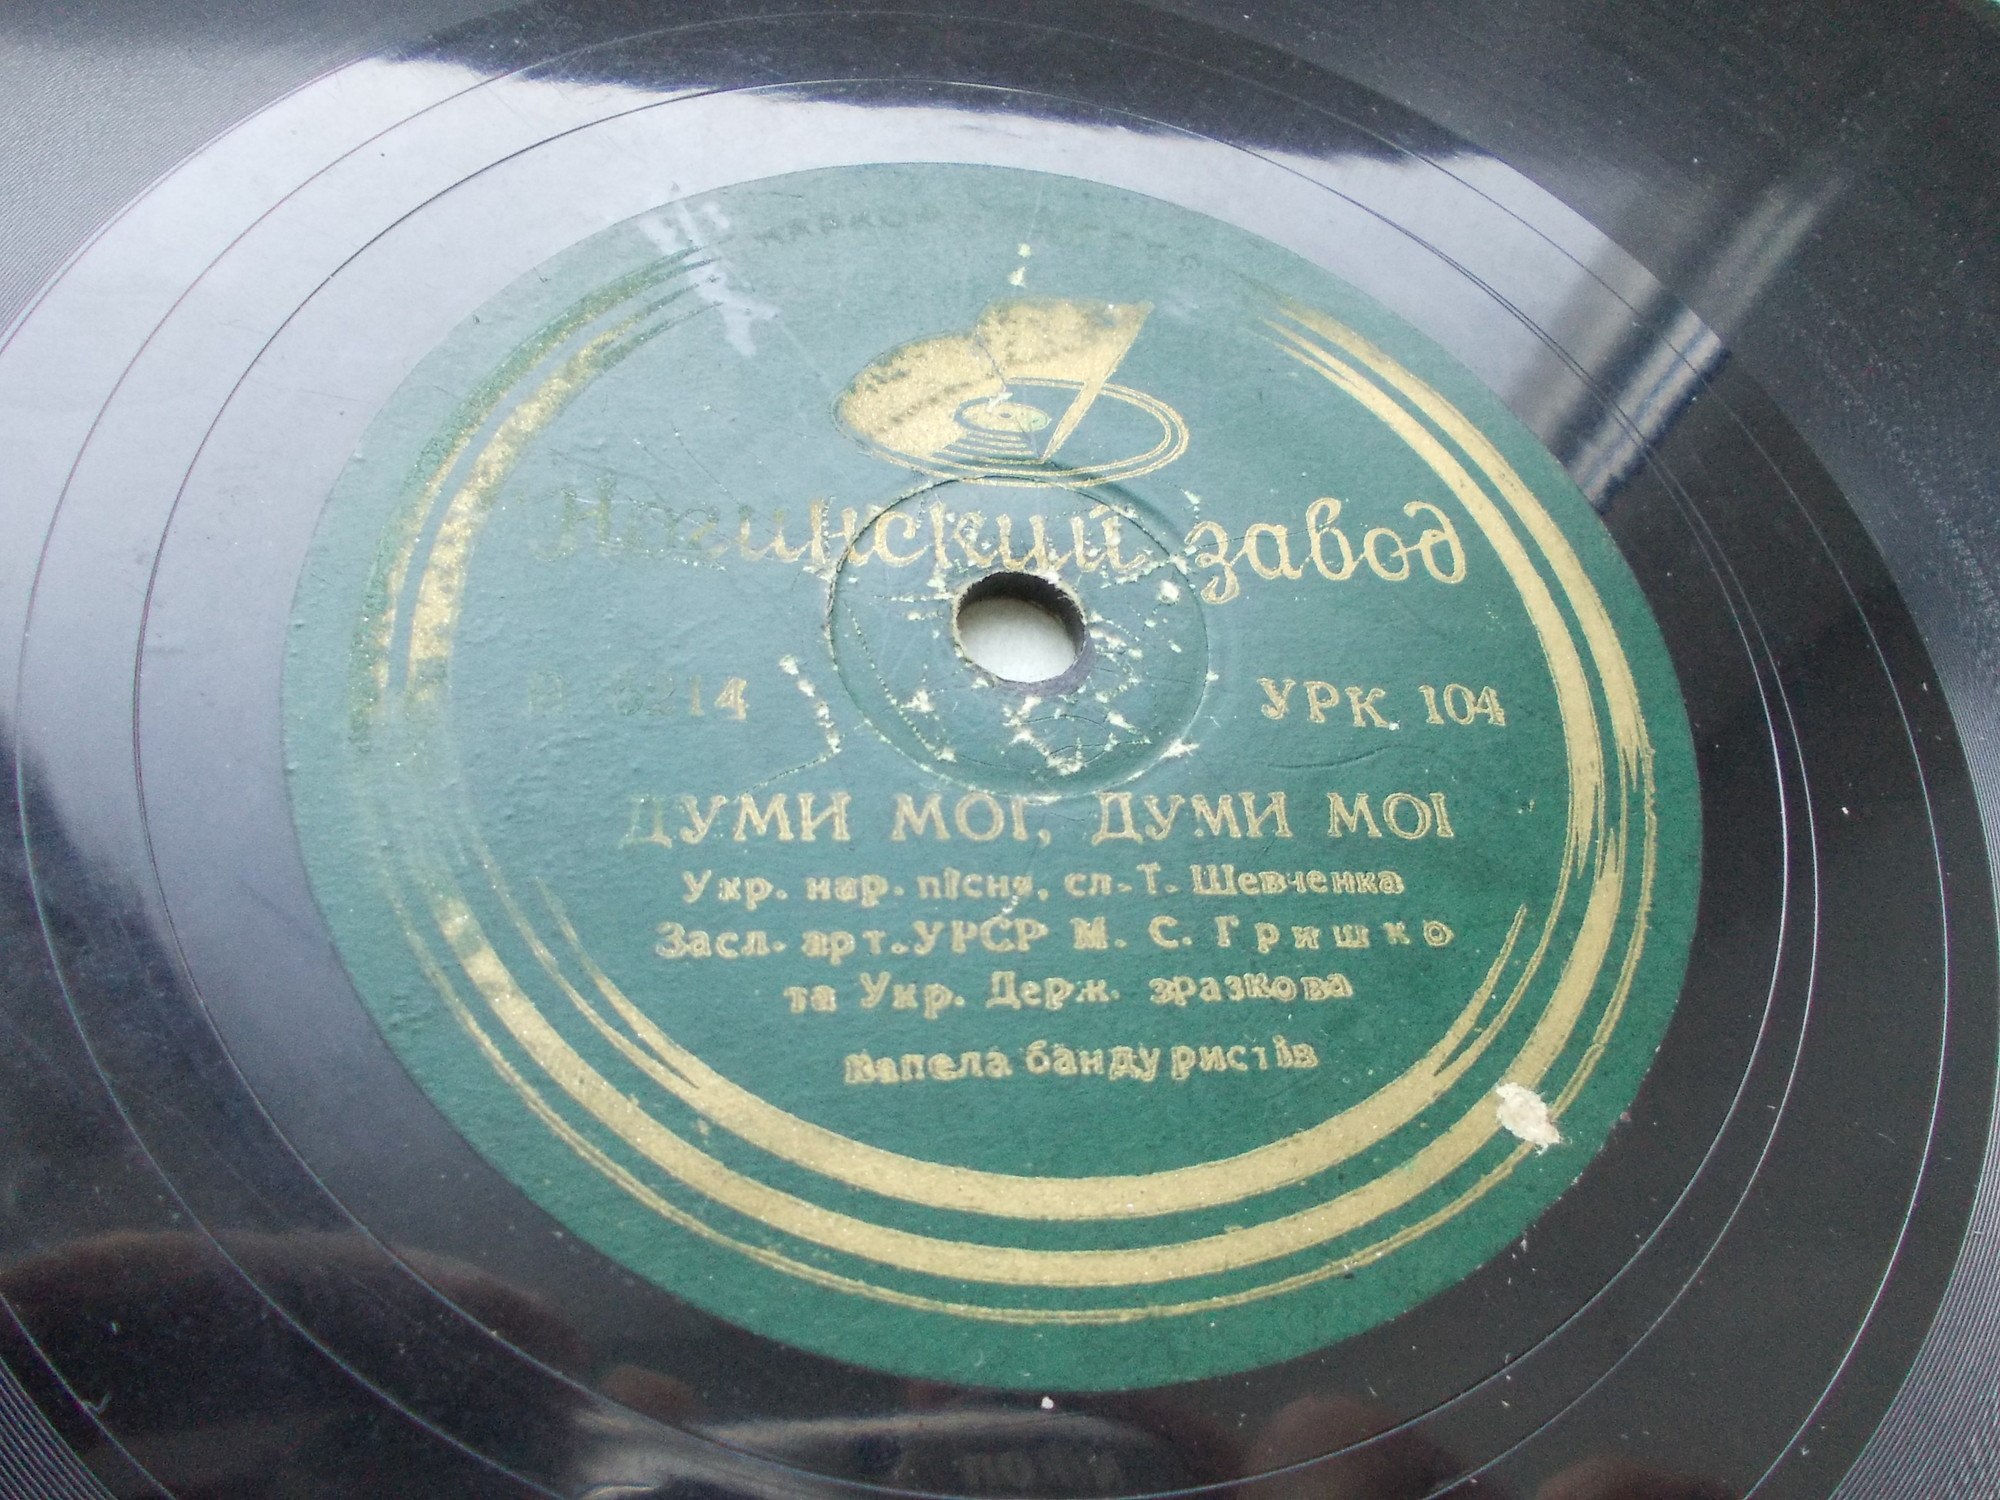 Ногинский завод
УРК 104
ДУМИ МОЇ, ДУМИ МОЇ
Укр. нар. пісня, сл. Т. Шевченка
Засл. арт. УРСР М. С. Гришко
та Укр. Держ. зразкова
капела бандуристів